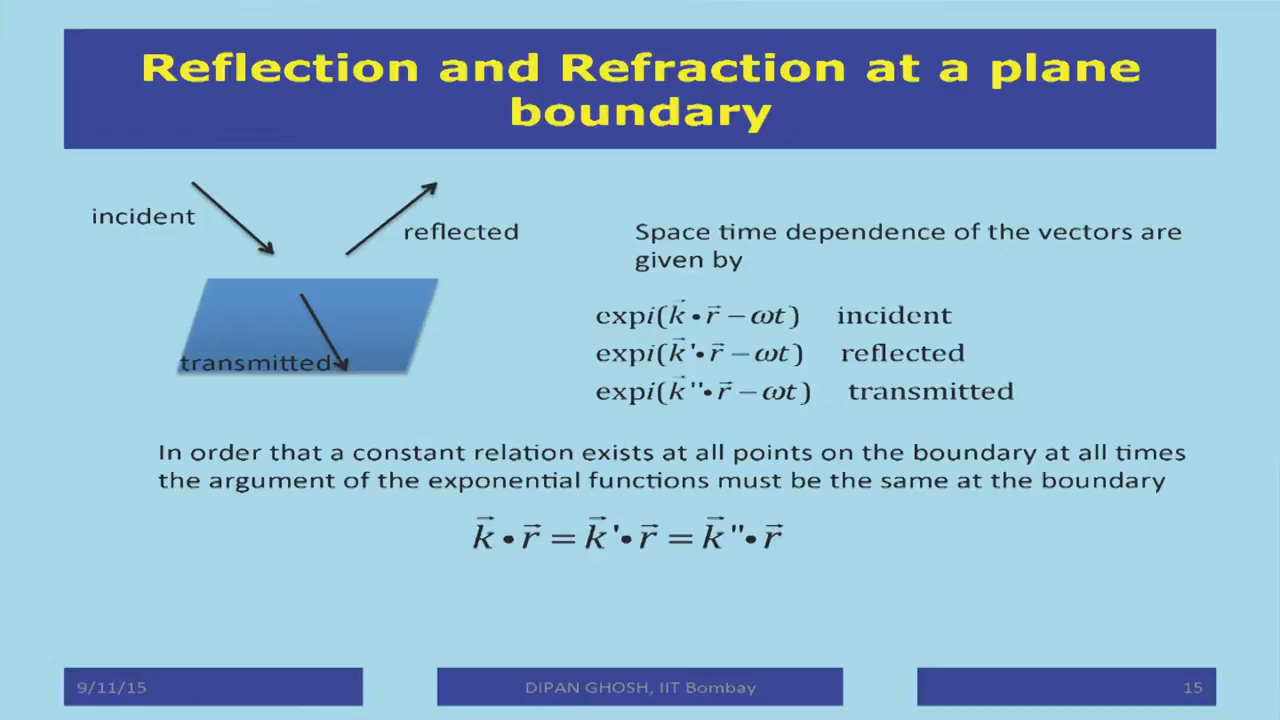 Reflection and Refraction at a plane
boundary
incident
reflected
transmitted
Space time dependence of the vectors are
given by
expi(k⃗•r⃗ − ωt) incident
expi(k⃗'•r⃗ − ωt) reflected
expi(k⃗''•r⃗ − ωt) transmitted
In order that a constant relation exists at all points on the boundary at all times
the argument of the exponential functions must be the same at the boundary
k⃗•r⃗ = k⃗'•r⃗ = k⃗''•r⃗
9/11/15
DIPAN GHOSH, IIT Bombay
15